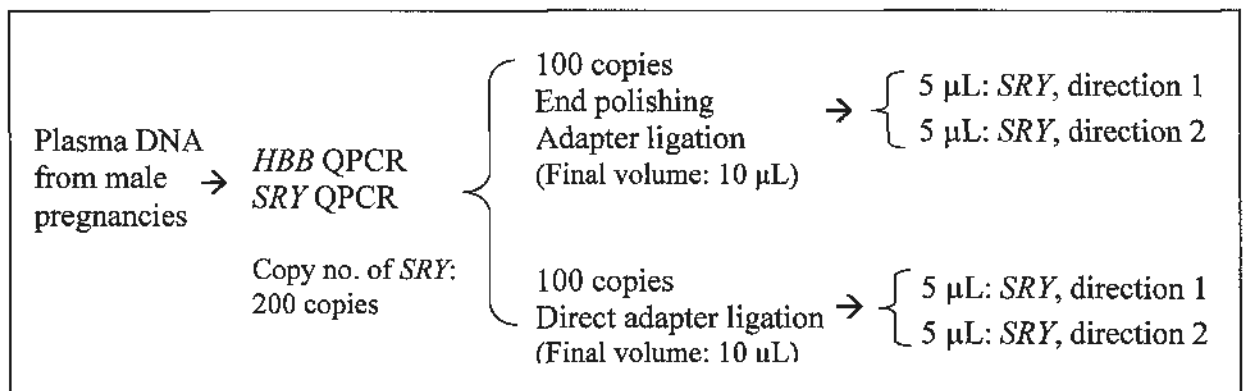 Plasma DNA
from male
pregnancies
→
HBB QPCR
SRY QPCR
Copy no. of SRY:
200 copies
100 copies
End polishing
Adapter ligation
(Final volume: 10 μL)
→
5 μL: SRY, direction 1
5 μL: SRY, direction 2
100 copies
Direct adapter ligation
(Final volume: 10 μL)
→
5 μL: SRY, direction 1
5 μL: SRY, direction 2